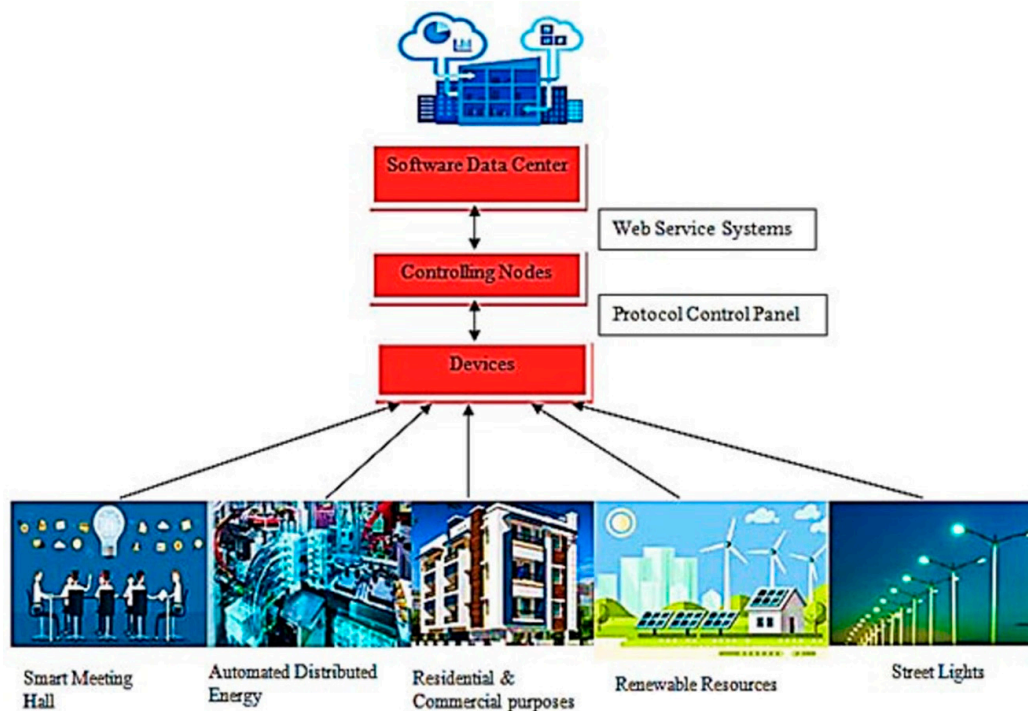 Software Data Center
Web Service Systems
Controlling Nodes
Protocol Control Panel
Devices
Smart Meeting
Hall
Automated Distributed
Energy
Residential &
Commercial purposes
Renewable Resources
Street Lights